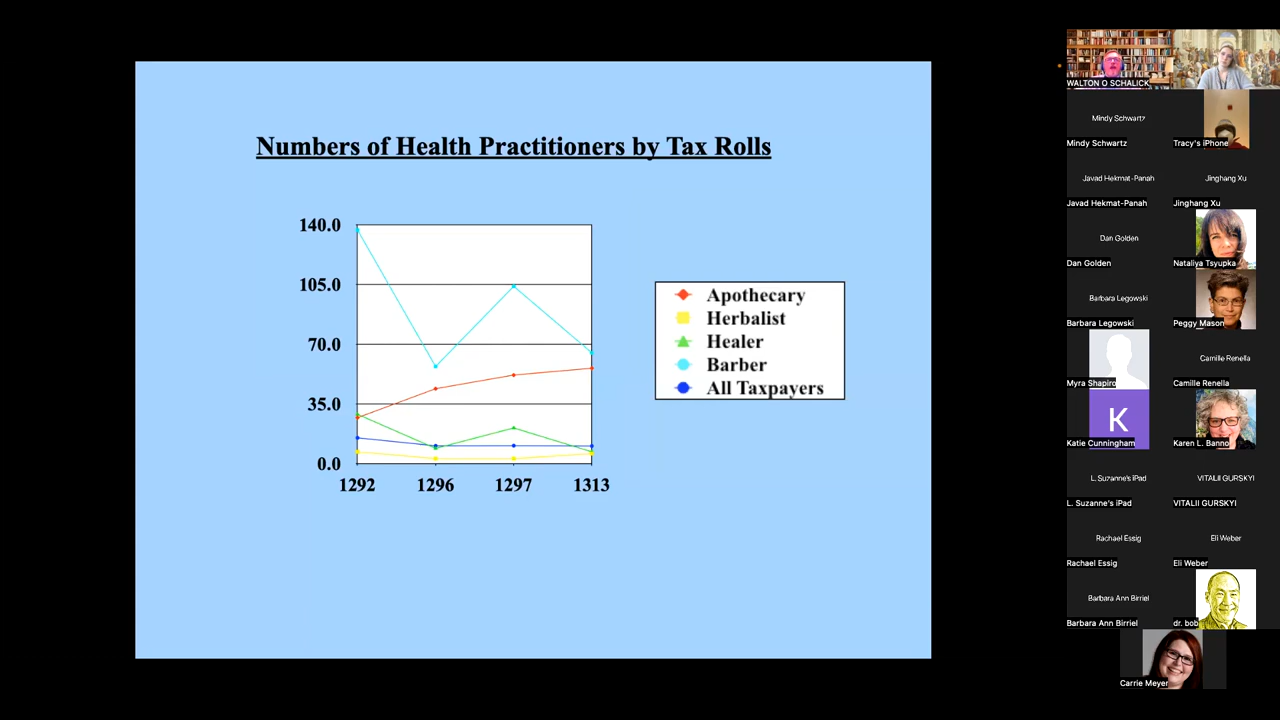 Numbers of Health Practitioners by Tax Rolls
140.0
105.0
70.0
35.0
0.0
1292 1296 1297 1313
Apothecary
Herbalist
Healer
Barber
All Taxpayers
WALTON O SCHALICK
Mindy Schwartz
Mindy Schwartz
Tracy's iPhone
Javad Hekmat-Panah
Javad Hekmat-Panah
Jinghang Xu
Jinghang Xu
Dan Golden
Dan Golden
Nataliya Tsyupka
Barbara Legowski
Barbara Legowski
Peggy Mason
Myra Shapiro
Camille Renella
Camille Renella
K
Katie Cunningham
Karen L. Banno
L. Suzanne's iPad
L. Suzanne's iPad
VITALII GURSKYI
VITALII GURSKYI
Rachael Essig
Rachael Essig
Eli Weber
Eli Weber
Barbara Ann Birriel
Barbara Ann Birriel
dr. bob
Carrie Meyer